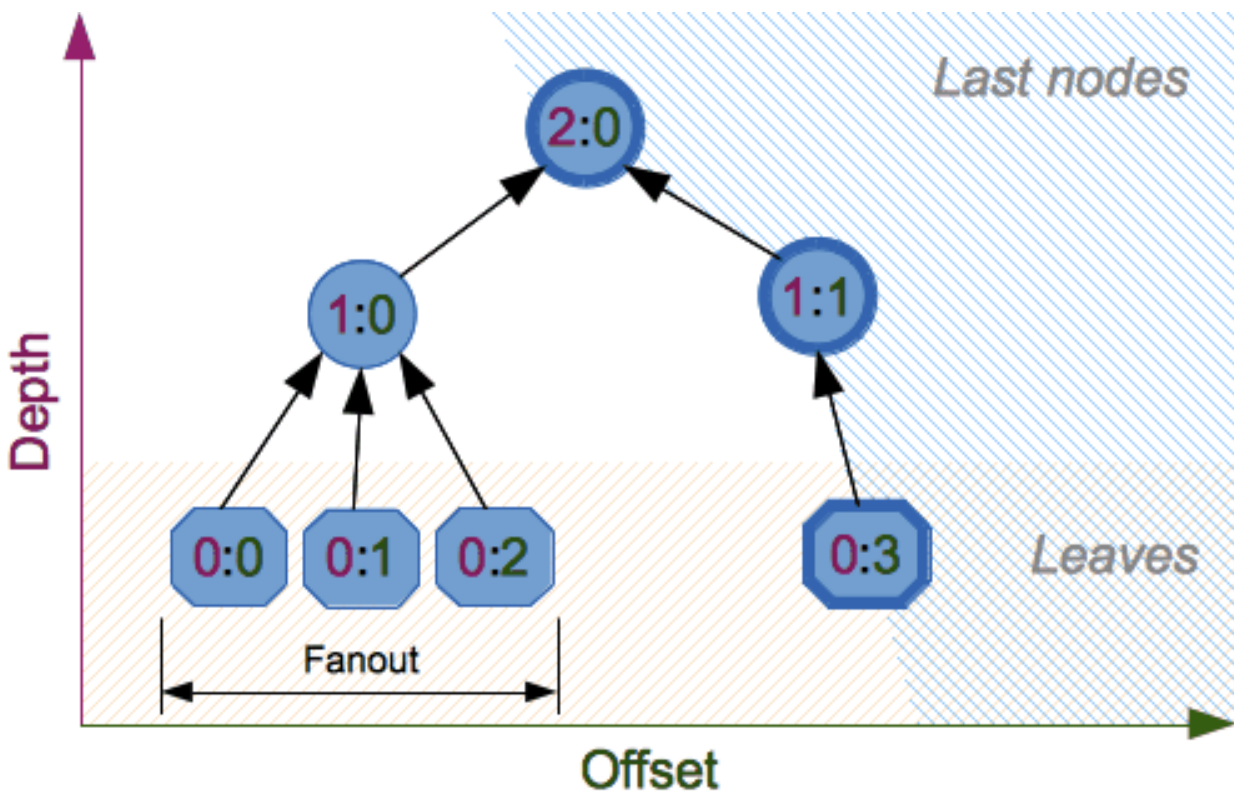 Last nodes
2:0
1:0
1:1
Depth
0:0 0:1 0:2 0:3
Leaves
Fanout
Offset